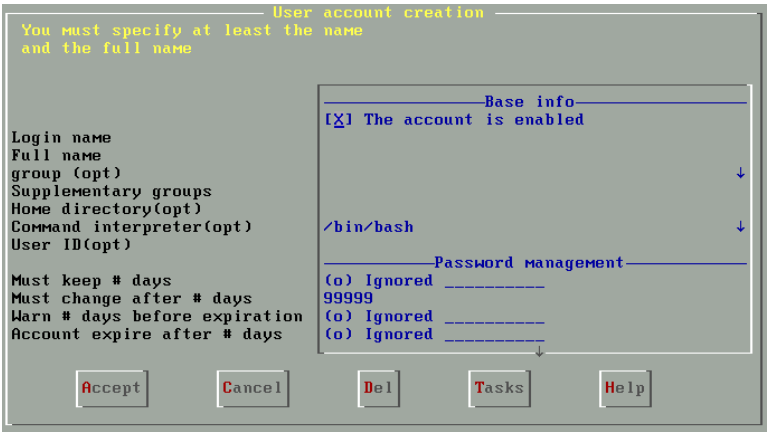 User account creation
You must specify at least the name
and the full name
Base info
[X] The account is enabled
Login name
Full name
group (opt) ↓
Supplementary groups
Home directory(opt)
Command interpreter(opt) /bin/bash ↓
User ID(opt)
Password management
Must keep # days (o) Ignored __________
Must change after # days 99999
Warn # days before expiration (o) Ignored __________
Account expire after # days (o) Ignored __________
↓
Accept Cancel Del Tasks Help